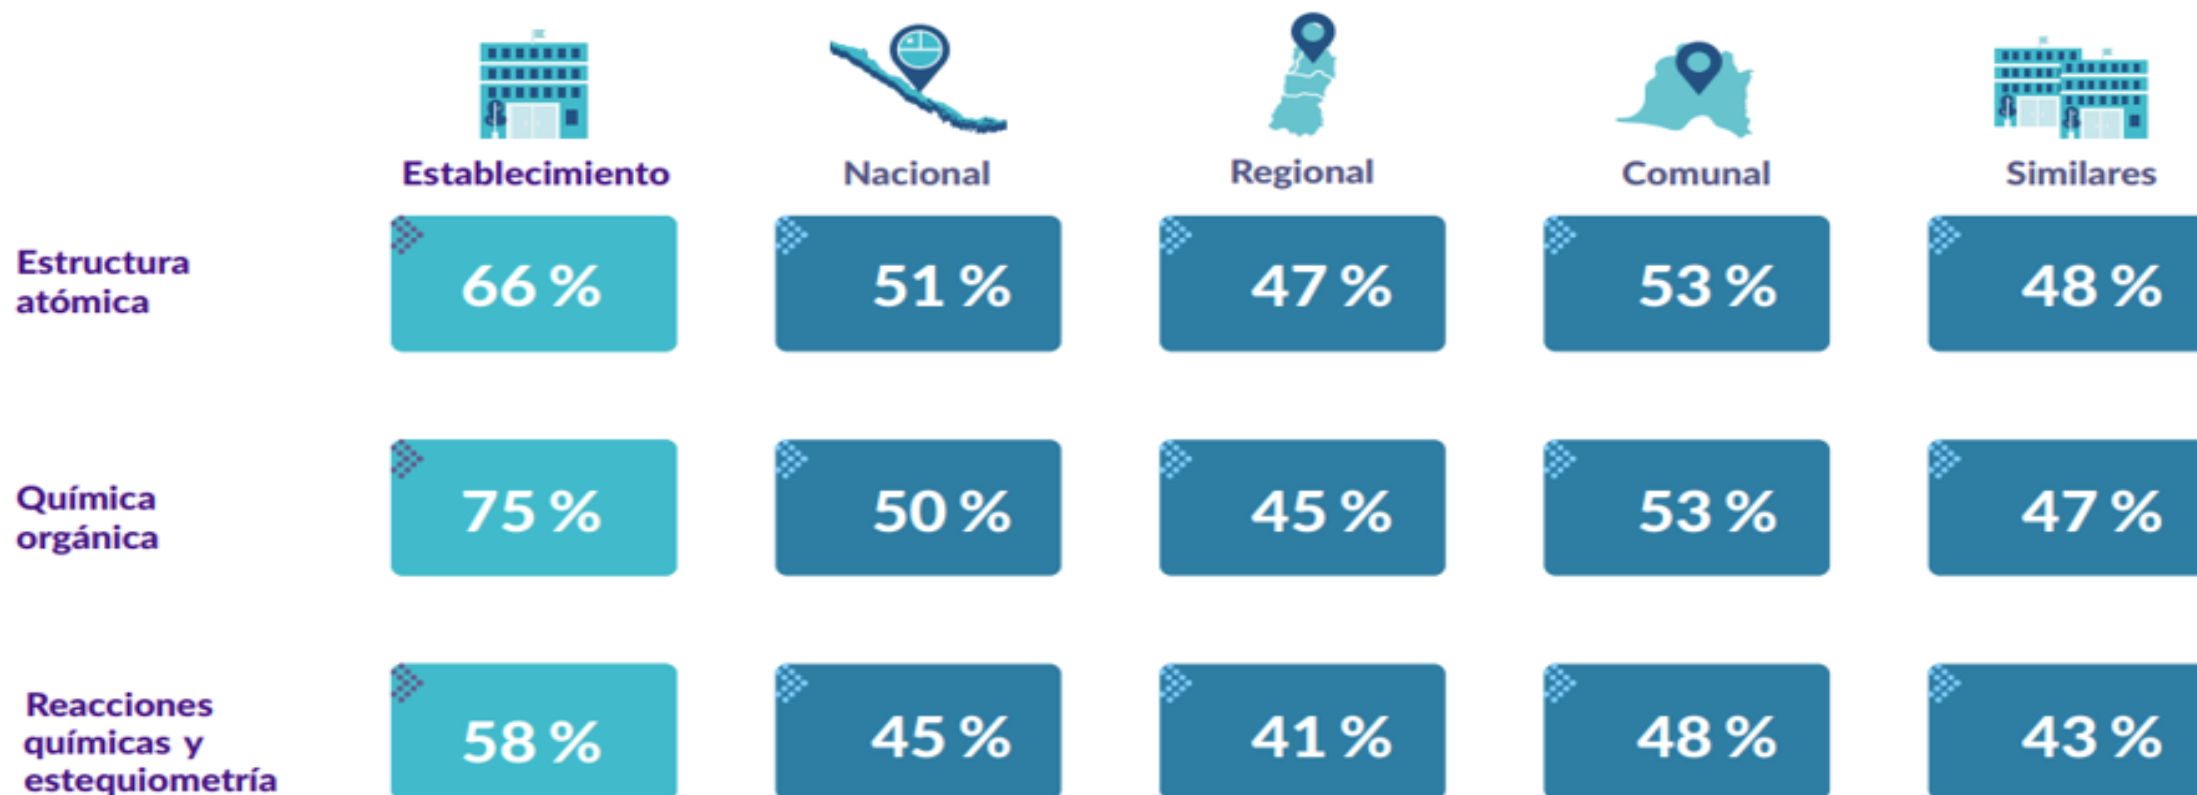 Establecimiento Nacional Regional Comunal Similares
Estructura
atómica
66 % 51 % 47 % 53 % 48 %
Química
orgánica
75 % 50 % 45 % 53 % 47 %
Reacciones
químicas y
estequiometría
58 % 45 % 41 % 48 % 43 %